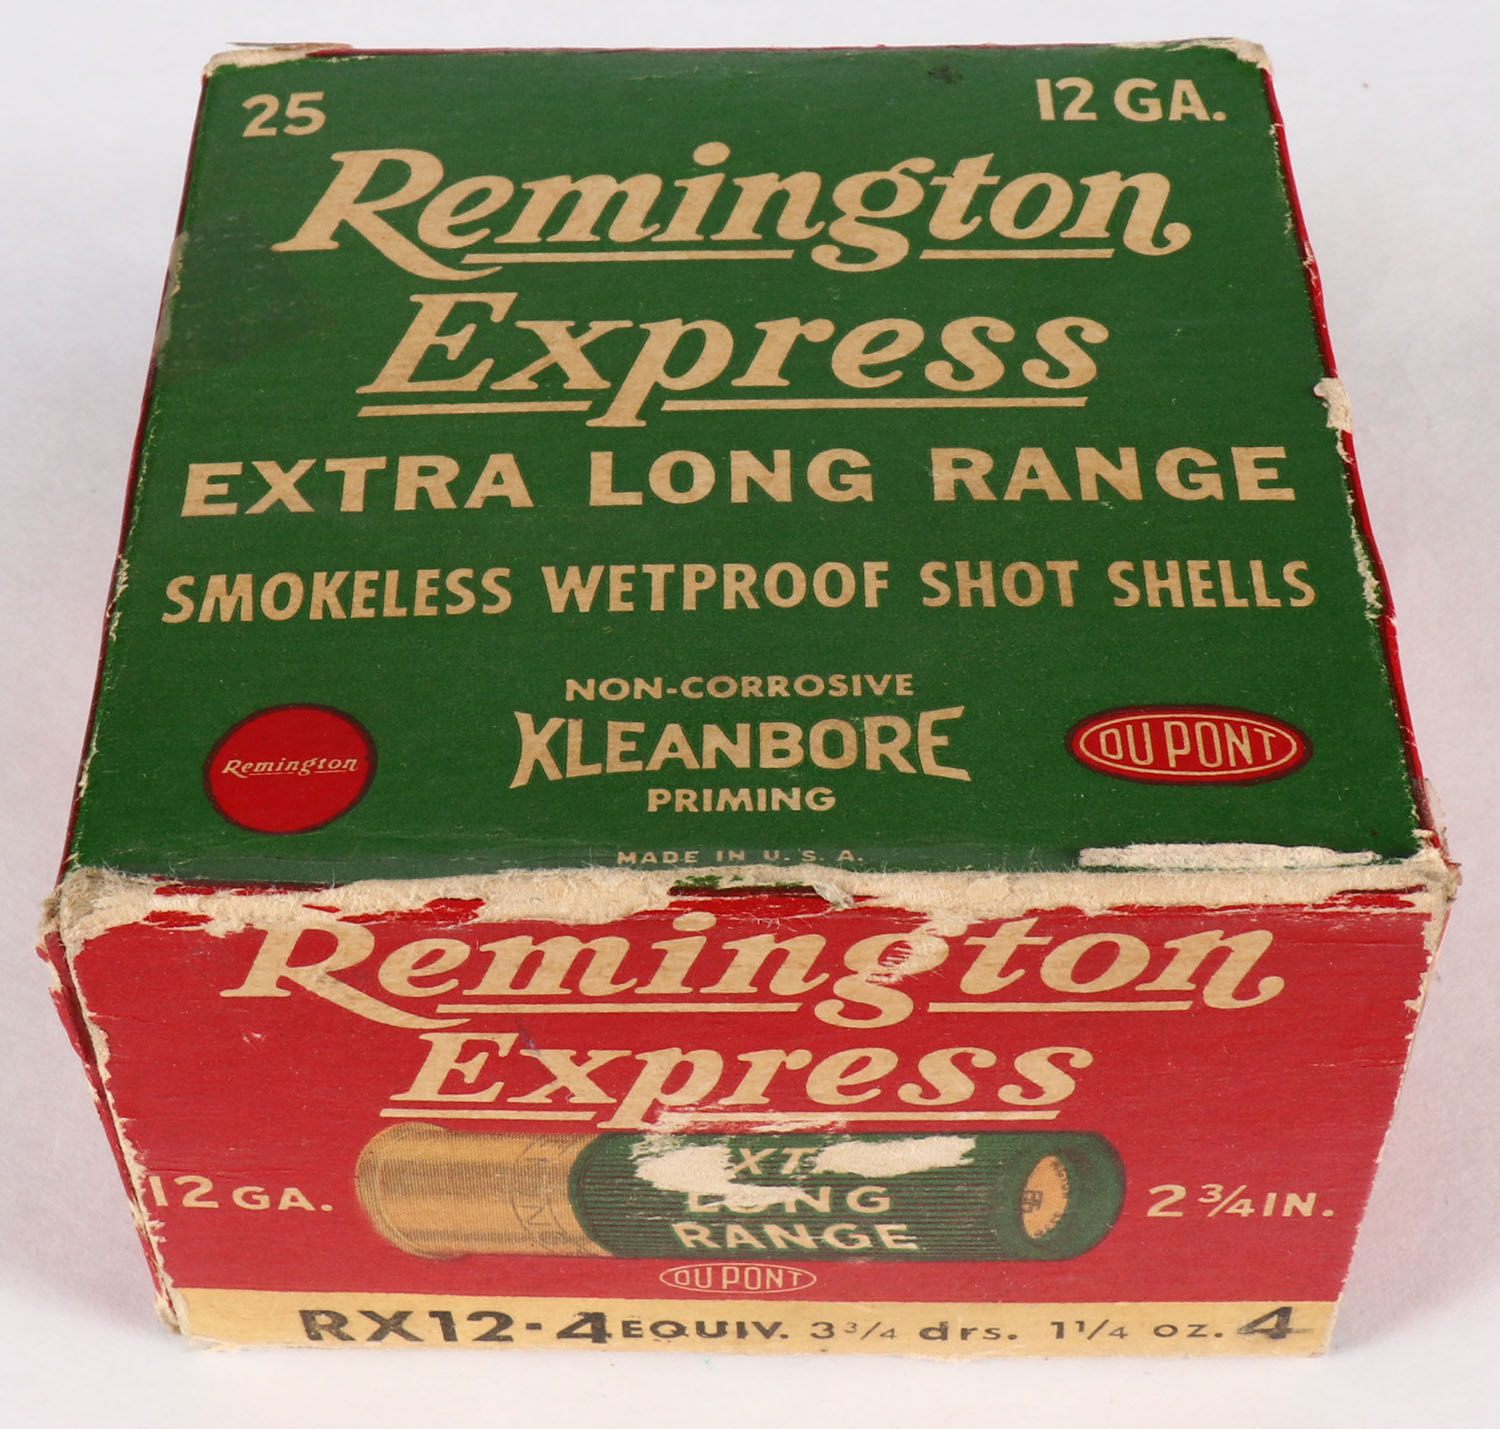 25 12 GA.
Remington
Express
EXTRA LONG RANGE
SMOKELESS WETPROOF SHOT SHELLS
NON-CORROSIVE
KLEANBORE
PRIMING
Remington
DU PONT
MADE IN U. S. A.
Remington
Express
12 GA.
LONG
RANGE
2 3/4 IN.
DU PONT
RX12-4 EQUIV. 3 3/4 drs. 1 1/4 oz. 4